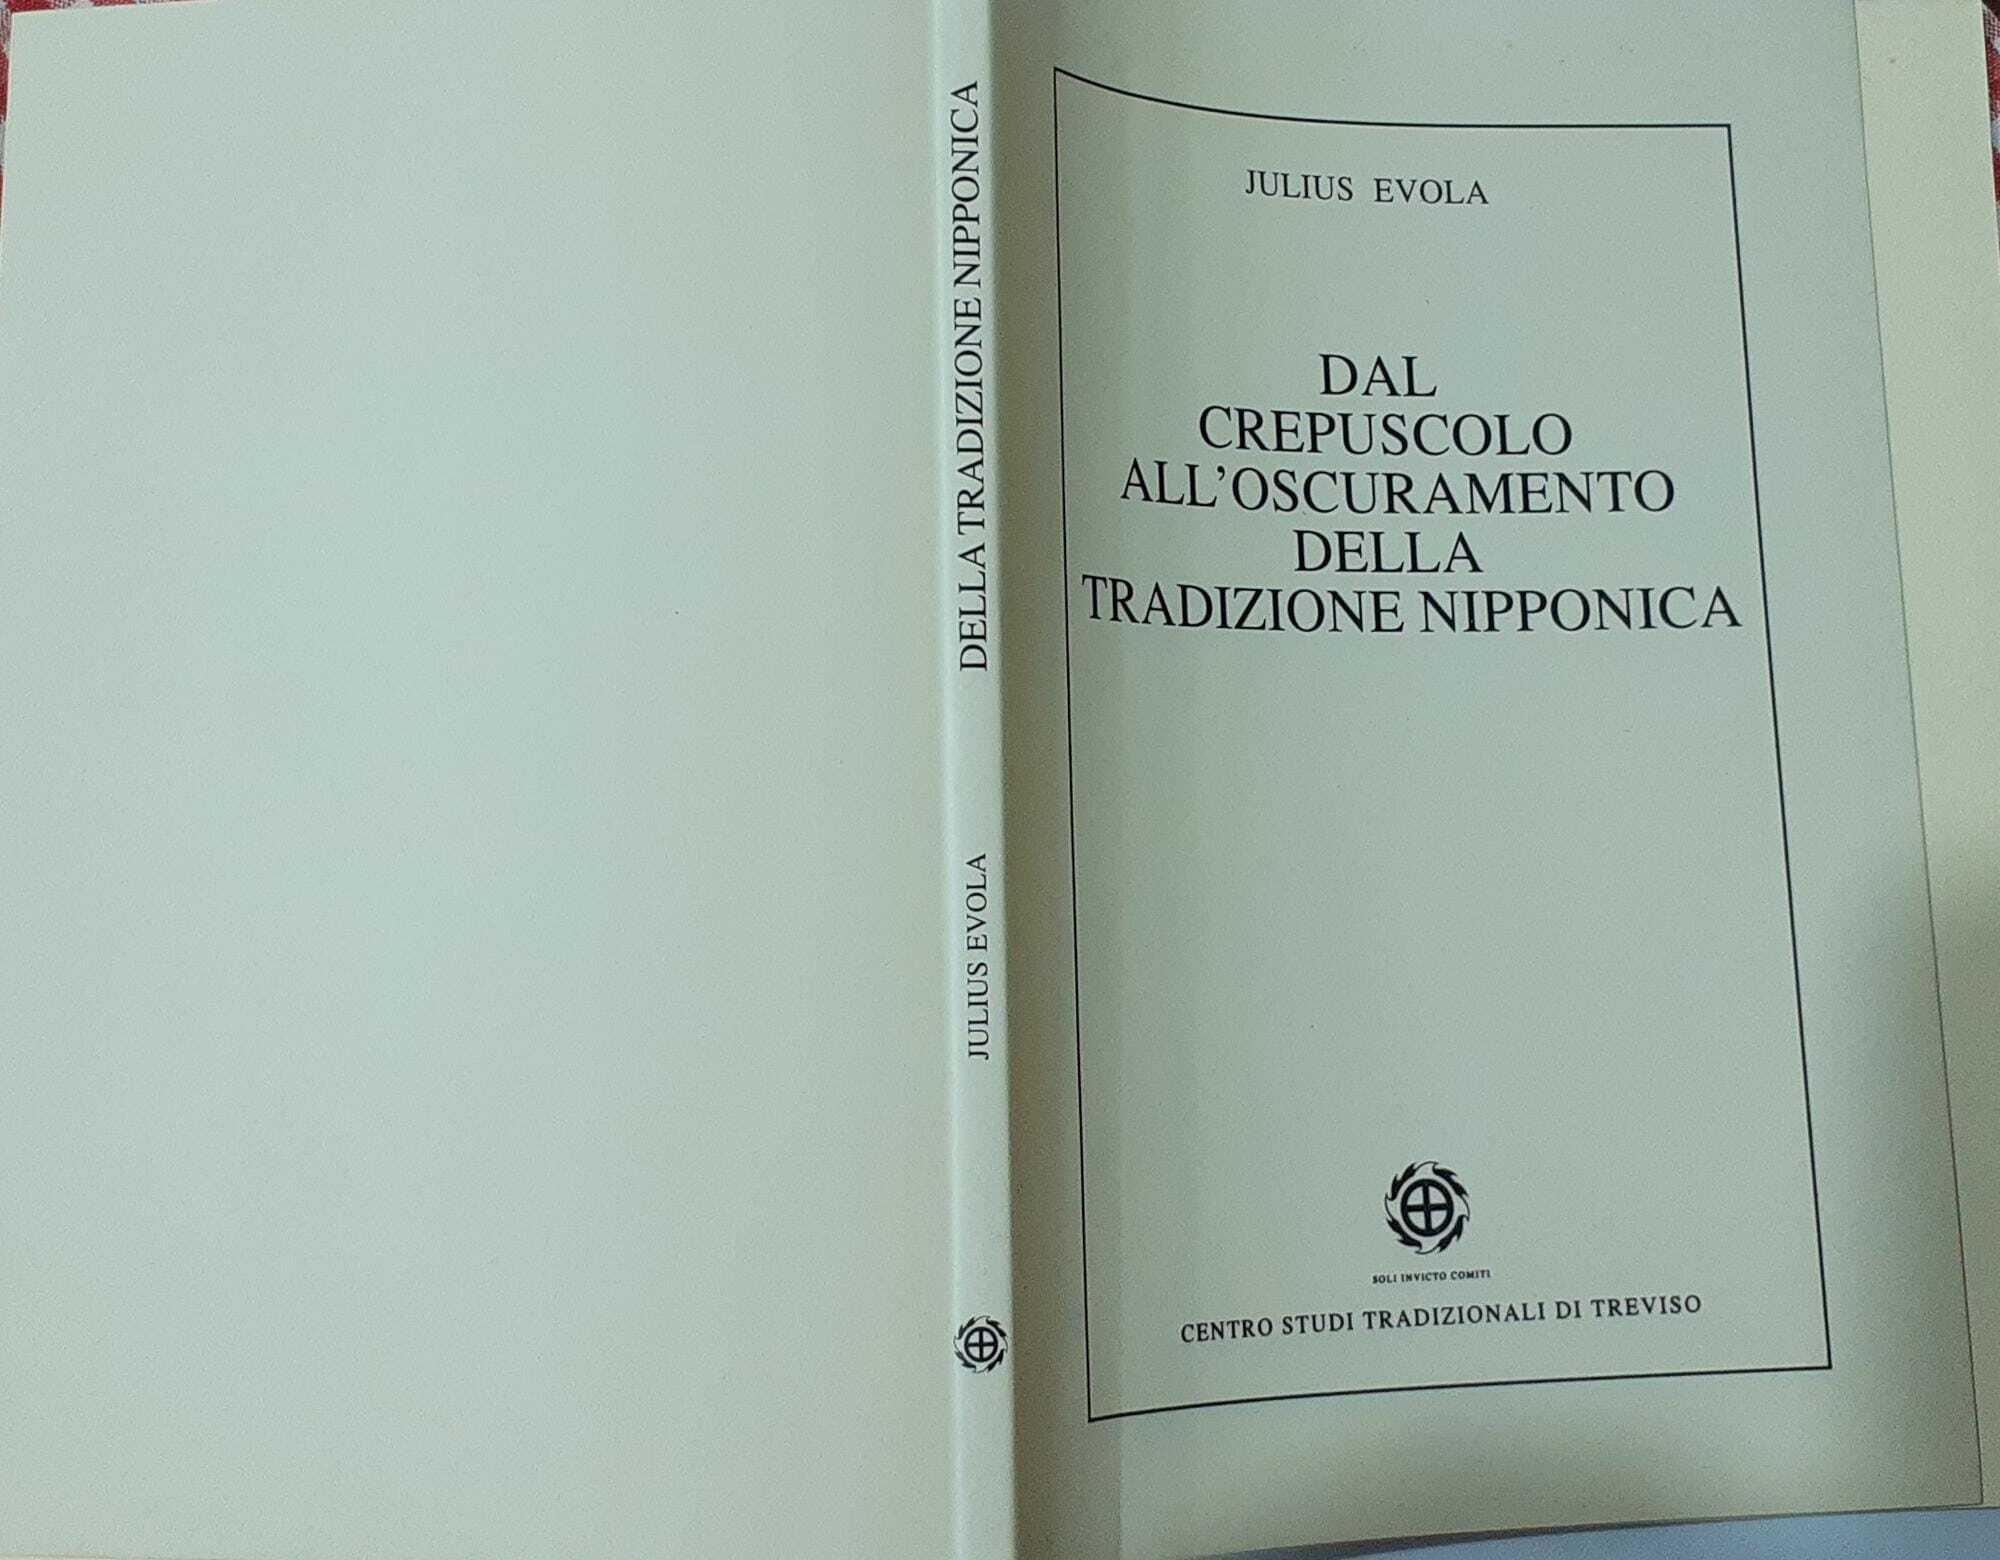 DELLA TRADIZIONE NIPPONICA
JULIUS EVOLA
JULIUS EVOLA
DAL
CREPUSCOLO
ALL'OSCURAMENTO
DELLA
TRADIZIONE NIPPONICA
SOLI INVICTO COMITI
CENTRO STUDI TRADIZIONALI DI TREVISO